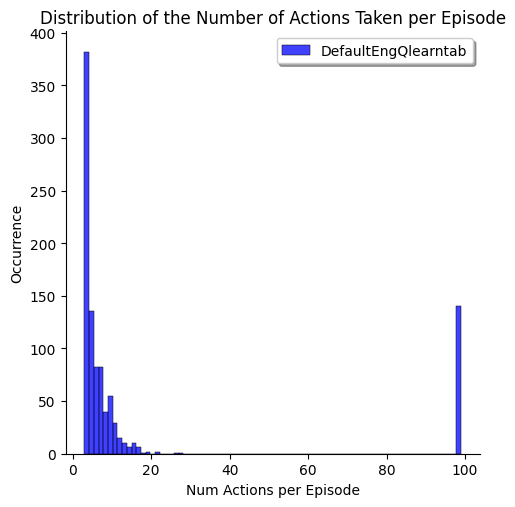 Distribution of the Number of Actions Taken per Episode
DefaultEngQlearntab
400
350
300
250
200
150
100
50
0
Occurrence
0 20 40 60 80 100
Num Actions per Episode